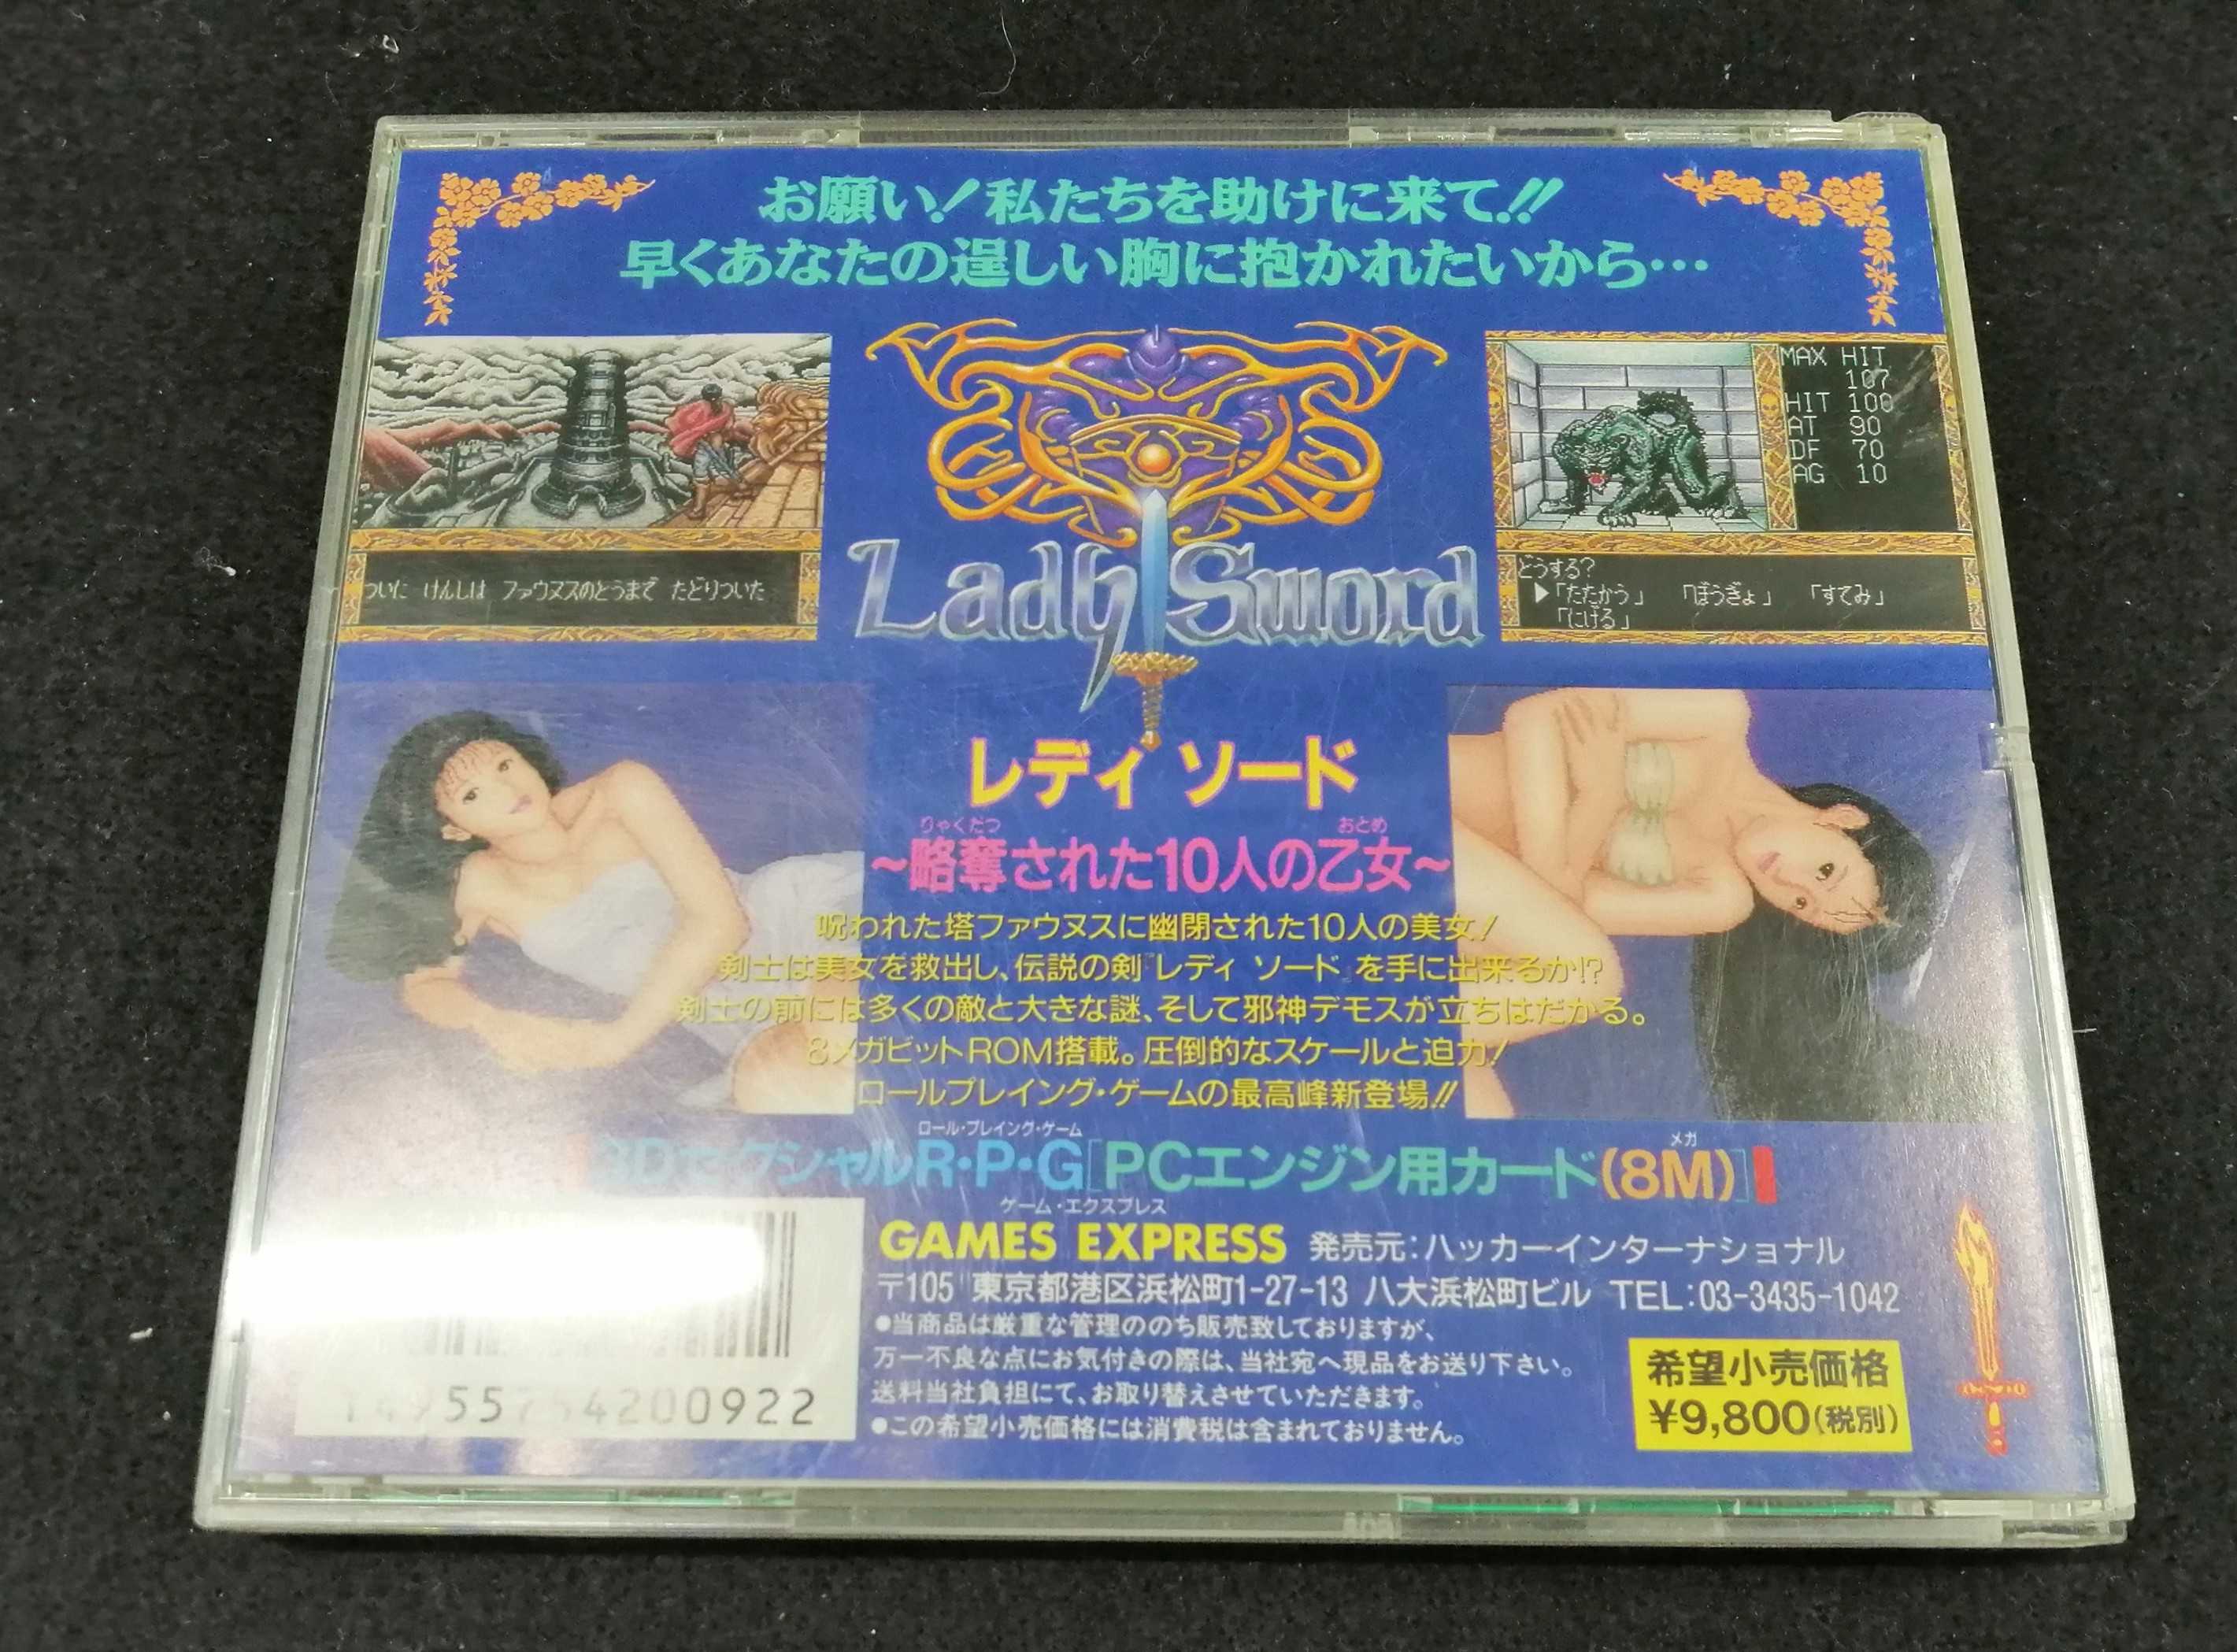 お願い!私たちを助けに来て!!
早くあなたの逞しい胸に抱かれたいから…
MAX HIT
107
HIT 100
AT 90
DF 70
AG 10
ついに けんしは ファウヌスのとうまで たどりついた
Lady Sword
どうする?
▶「たたかう」 「ぼうぎょ」 「すてみ」
「にげる」
レディ ソード
りゃくだつ おとめ
～略奪された10人の乙女～
呪われた塔ファウヌスに幽閉された10人の美女!
剣士は美女を救出し、伝説の剣『レディ ソード』を手に出来るか!?
剣士の前には多くの敵と大きな謎、そして邪神デモスが立ちはだかる。
8メガビットROM搭載。圧倒的なスケールと迫力!
ロールプレイング・ゲームの最高峰新登場!!
ロール・プレイング・ゲーム メガ
3DセクシャルR・P・G[PCエンジン用カード(8M)]
ゲーム・エクスプレス
GAMES EXPRESS 発売元:ハッカーインターナショナル
〒105 東京都港区浜松町1-27-13 八大浜松町ビル TEL:03-3435-1042
●当商品は厳重な管理ののち販売致しておりますが、
万一不良な点にお気付きの際は、当社宛へ現品をお送り下さい。
送料当社負担にて、お取り替えさせていただきます。
●この希望小売価格には消費税は含まれておりません。
希望小売価格
¥9,800(税別)